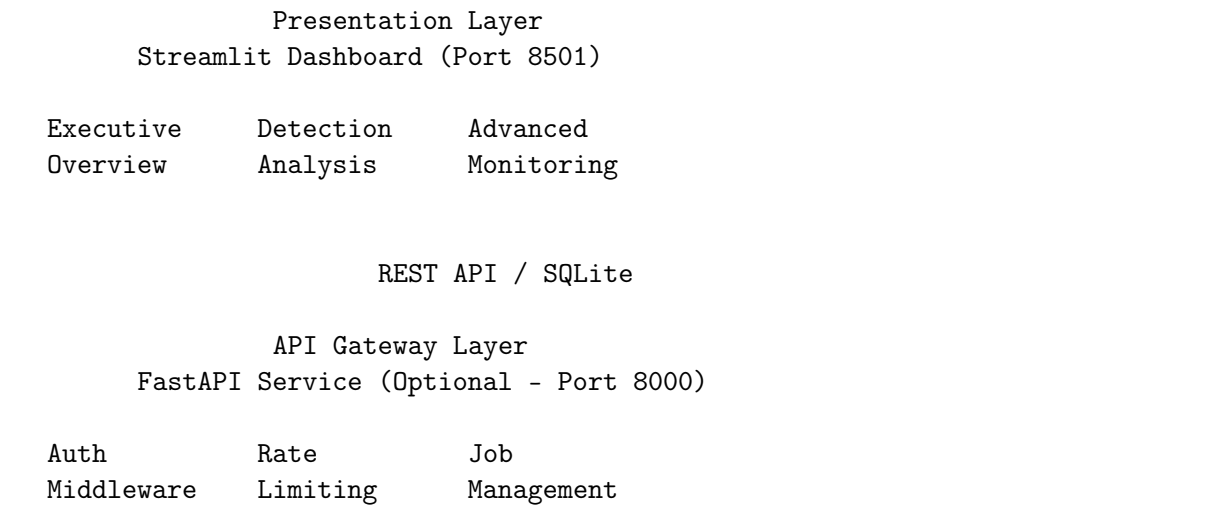 Presentation Layer
Streamlit Dashboard (Port 8501)
Executive Detection Advanced
Overview Analysis Monitoring
REST API / SQLite
API Gateway Layer
FastAPI Service (Optional - Port 8000)
Auth Rate Job
Middleware Limiting Management